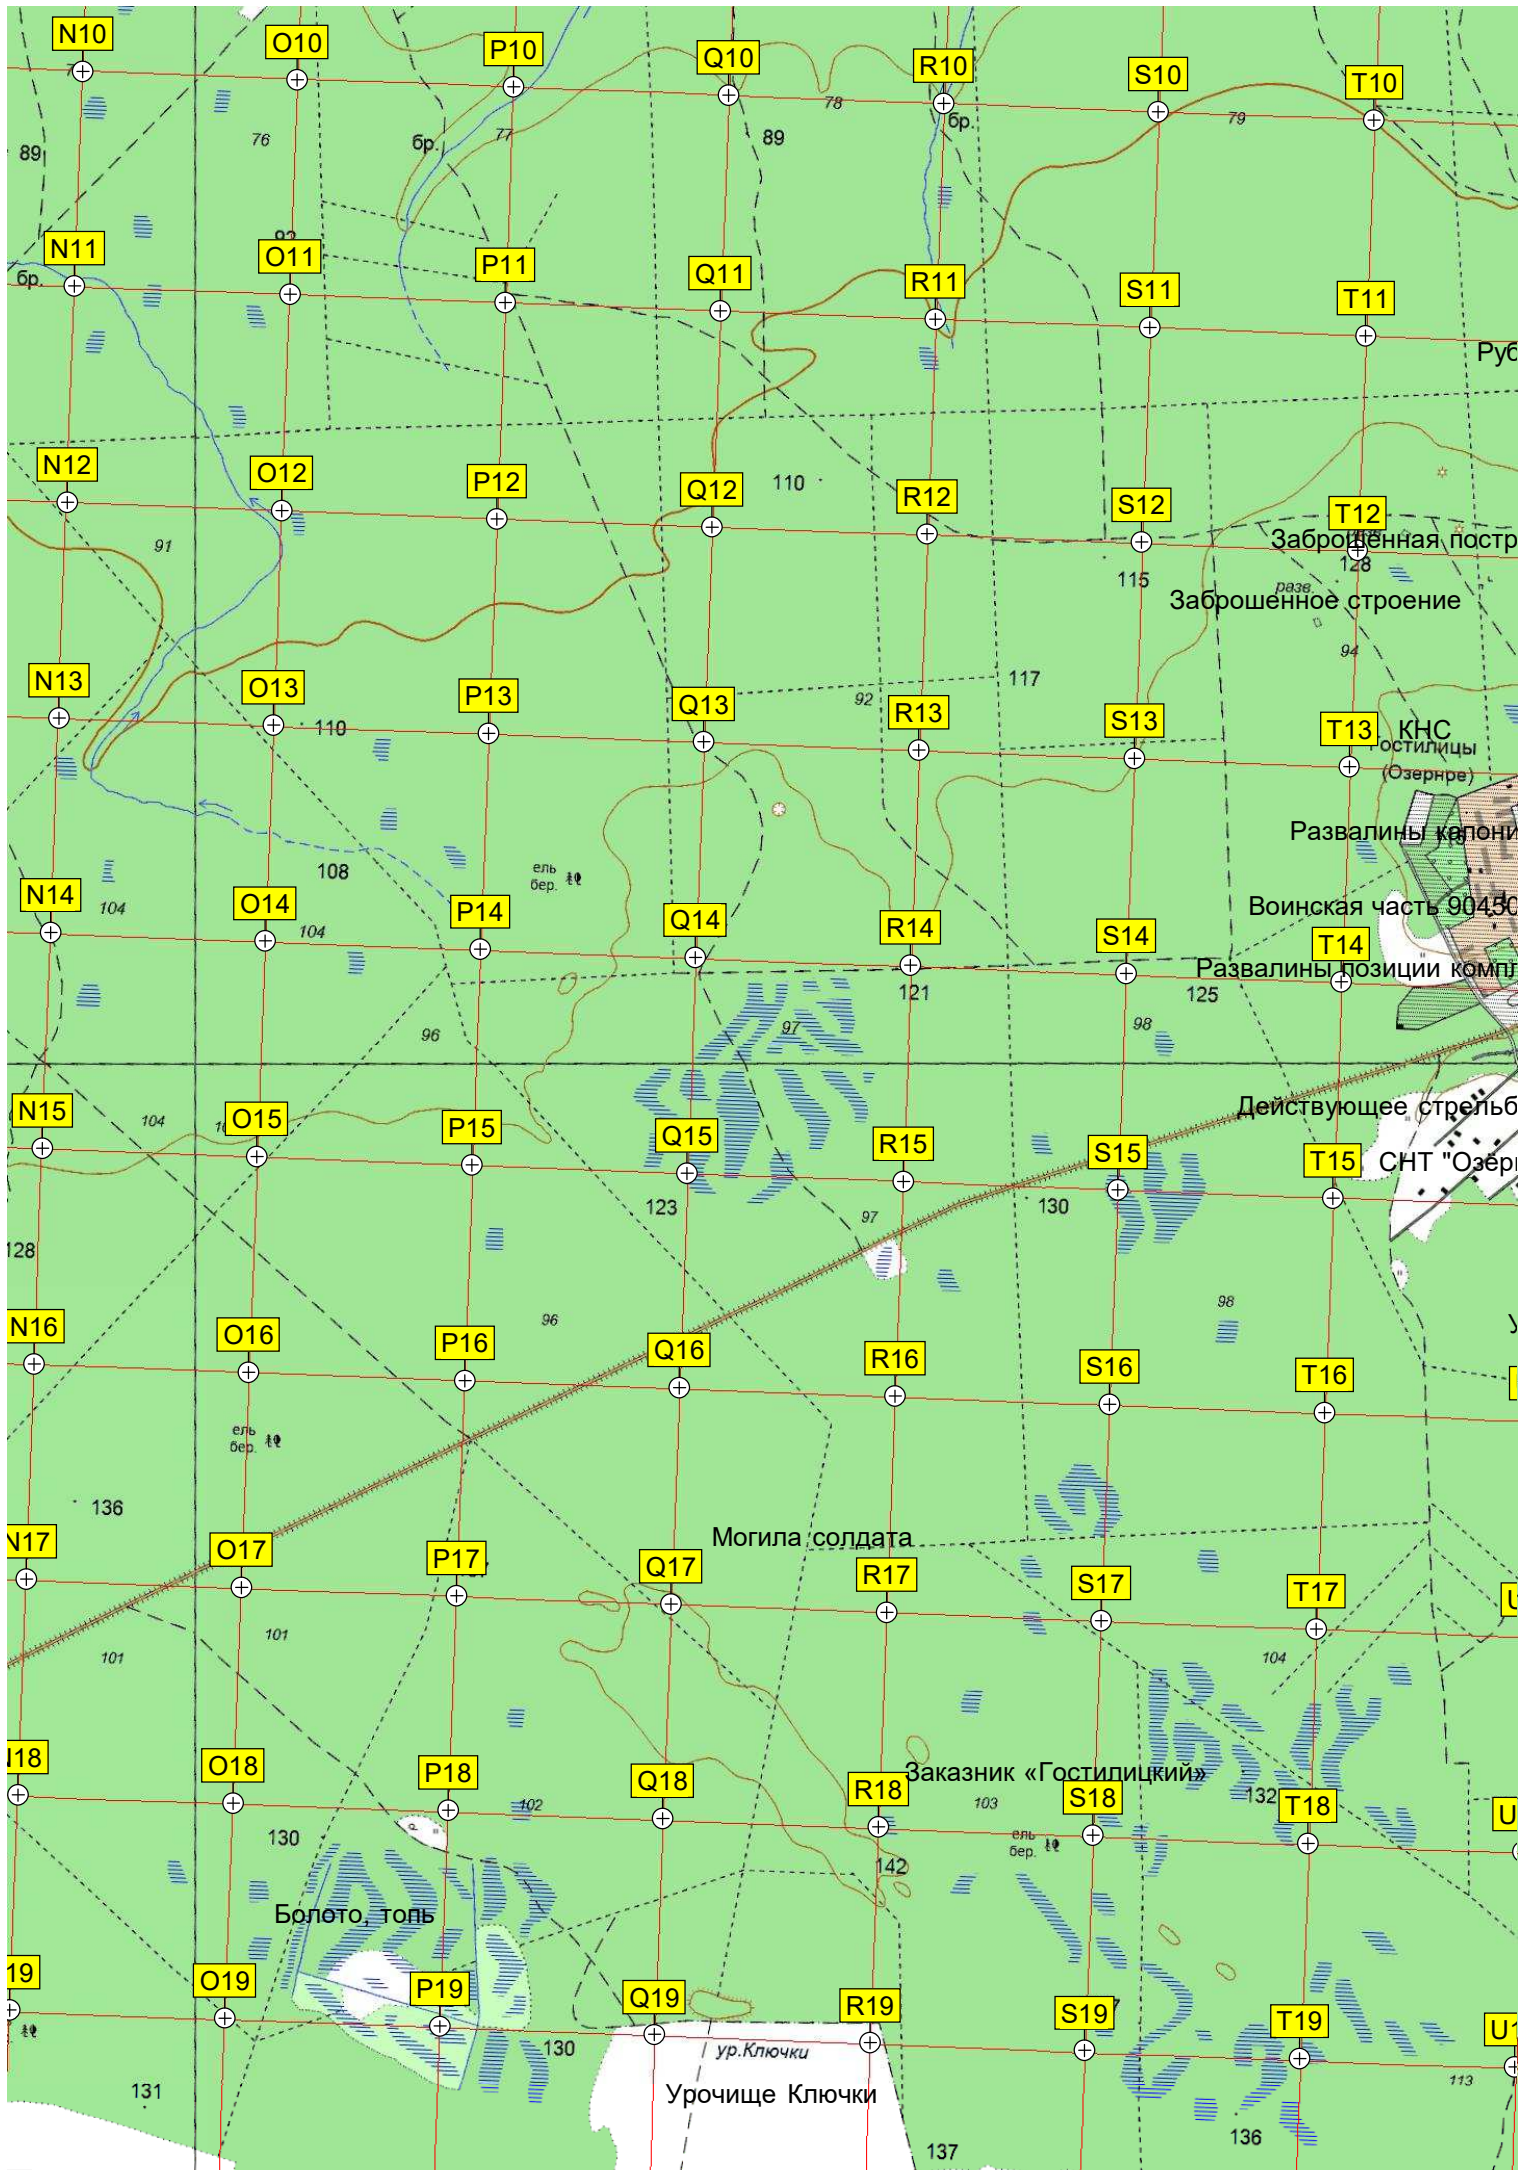 N10 O10 P10 Q10 R10 S10 T10
76 77 78 79
89 бр. 89 бр.
N11 O11 P11 Q11 R11 S11 T11
бр.
N12 O12 P12 Q12 R12 S12 T12
110
91 115 128
Заброшенная постр
разв.
Заброшенное строение
94
N13 O13 P13 Q13 R13 S13 T13
110 92 117
КНС
Гостилицы
(Озерное)
Развалины капони
108
ель
бер.
N14 O14 P14 Q14 R14 S14 T14
104 104
Воинская часть 90450
Развалины позиции компл
121 125
96 97 98
N15 O15 P15 Q15 R15 S15 T15
104
Действующее стрельб
СНТ "Озёр
123 97 130
128
N16 O16 P16 Q16 R16 S16 T16
96 98
ель
бер.
136
Могила солдата
N17 O17 P17 Q17 R17 S17 T17
101 101 104
O18 P18 Q18 R18 S18 T18
Заказник «Гостилицкий»
102 103 132
130 142
ель
бер.
Болото, топь
19 O19 P19 Q19 R19 S19 T19
130
ур.Ключки
Урочище Ключки
131 137 136 113